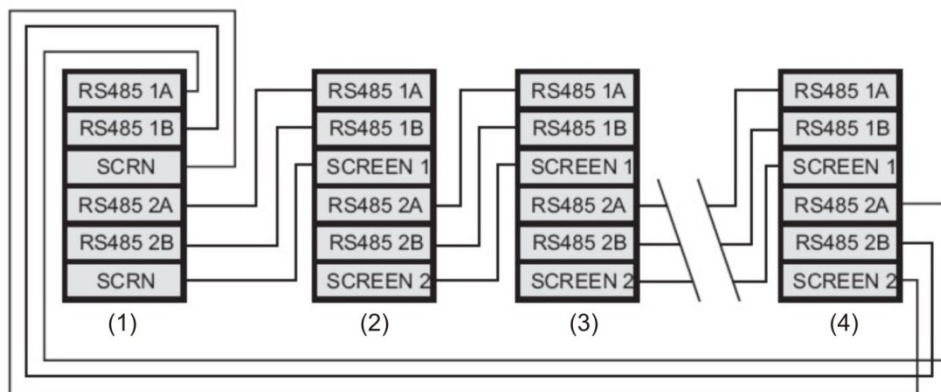 RS485 1A
RS485 1B
SCRN
RS485 2A
RS485 2B
SCRN
(1)
RS485 1A
RS485 1B
SCREEN 1
RS485 2A
RS485 2B
SCREEN 2
(2)
RS485 1A
RS485 1B
SCREEN 1
RS485 2A
RS485 2B
SCREEN 2
(3)
RS485 1A
RS485 1B
SCREEN 1
RS485 2A
RS485 2B
SCREEN 2
(4)